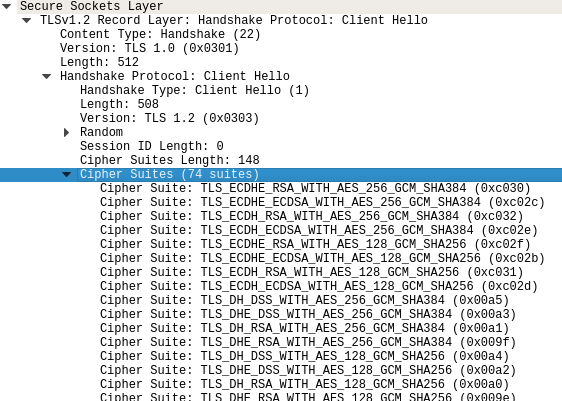 Secure Sockets Layer
TLSv1.2 Record Layer: Handshake Protocol: Client Hello
Content Type: Handshake (22)
Version: TLS 1.0 (0x0301)
Length: 512
Handshake Protocol: Client Hello
Handshake Type: Client Hello (1)
Length: 508
Version: TLS 1.2 (0x0303)
Random
Session ID Length: 0
Cipher Suites Length: 148
Cipher Suites (74 suites)
Cipher Suite: TLS_ECDHE_RSA_WITH_AES_256_GCM_SHA384 (0xc030)
Cipher Suite: TLS_ECDHE_ECDSA_WITH_AES_256_GCM_SHA384 (0xc02c)
Cipher Suite: TLS_ECDH_RSA_WITH_AES_256_GCM_SHA384 (0xc032)
Cipher Suite: TLS_ECDH_ECDSA_WITH_AES_256_GCM_SHA384 (0xc02e)
Cipher Suite: TLS_ECDHE_RSA_WITH_AES_128_GCM_SHA256 (0xc02f)
Cipher Suite: TLS_ECDHE_ECDSA_WITH_AES_128_GCM_SHA256 (0xc02b)
Cipher Suite: TLS_ECDH_RSA_WITH_AES_128_GCM_SHA256 (0xc031)
Cipher Suite: TLS_ECDH_ECDSA_WITH_AES_128_GCM_SHA256 (0xc02d)
Cipher Suite: TLS_DH_DSS_WITH_AES_256_GCM_SHA384 (0x00a5)
Cipher Suite: TLS_DHE_DSS_WITH_AES_256_GCM_SHA384 (0x00a3)
Cipher Suite: TLS_DH_RSA_WITH_AES_256_GCM_SHA384 (0x00a1)
Cipher Suite: TLS_DHE_RSA_WITH_AES_256_GCM_SHA384 (0x009f)
Cipher Suite: TLS_DH_DSS_WITH_AES_128_GCM_SHA256 (0x00a4)
Cipher Suite: TLS_DHE_DSS_WITH_AES_128_GCM_SHA256 (0x00a2)
Cipher Suite: TLS_DH_RSA_WITH_AES_128_GCM_SHA256 (0x00a0)
Cipher Suite: TLS_DHE_RSA_WITH_AES_128_GCM_SHA256 (0x009e)